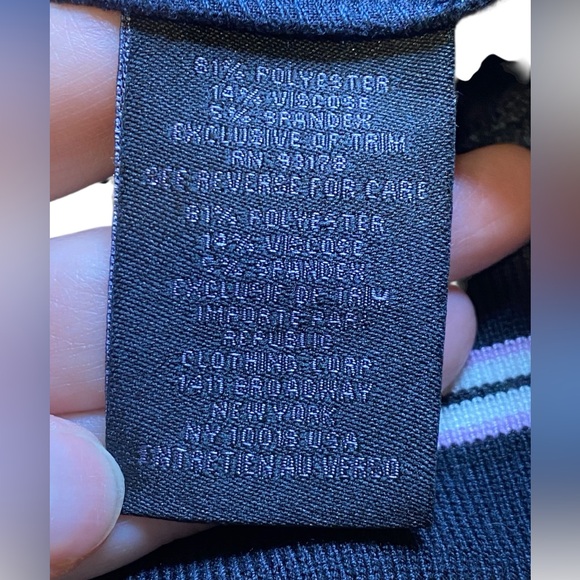 81% POLYESTER
14% VISCOSE
5% SPANDEX
EXCLUSIVE OF TRIM
RN 93178
SEE REVERSE FOR CARE
81% POLYESTER
14% VISCOSE
5% SPANDEX
EXCLUSIF DE TRIM
IMPORTE PAR:
REPUBLIC
CLOTHING CORP
1411 BROADWAY
NEW YORK
NY 10018 USA
ENTRETIEN AU VERSO